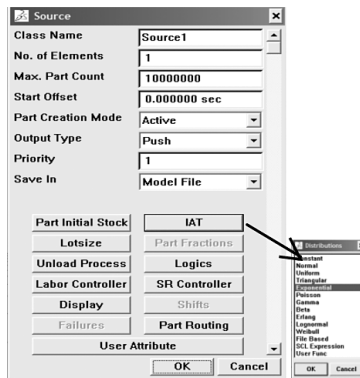 Source
Class Name Source1
No. of Elements 1
Max. Part Count 10000000
Start Offset 0.000000 sec
Part Creation Mode Active
Output Type Push
Priority 1
Save In Model File
Part Initial Stock IAT
Lotsize Part Fractions
Unload Process Logics
Labor Controller SR Controller
Display Shifts
Failures Part Routing
User Attribute
OK Cancel
Distributions
Constant
Normal
Uniform
Triangular
Exponential
Poisson
Gamma
Beta
Erlang
Lognormal
Weibull
File Based
SCL Expression
User Func
OK Cancel